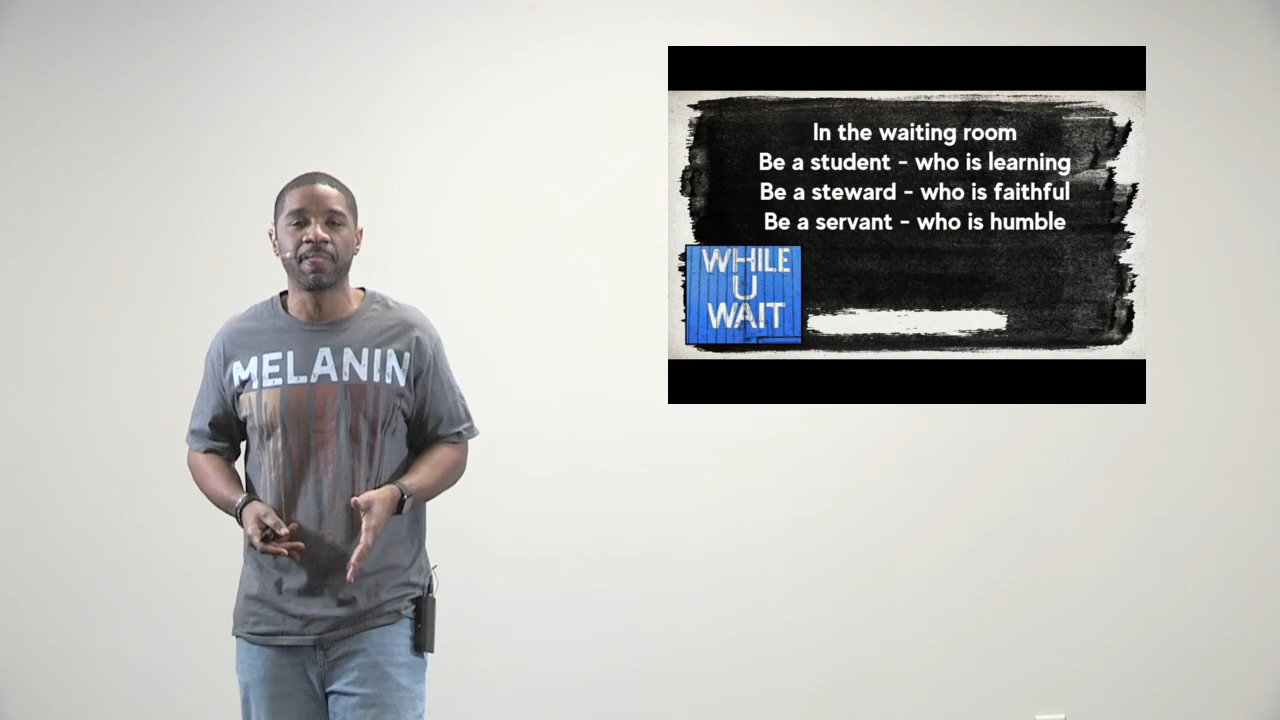 MELANIN
In the waiting room
Be a student - who is learning
Be a steward - who is faithful
Be a servant - who is humble
WHILE
U
WAIT